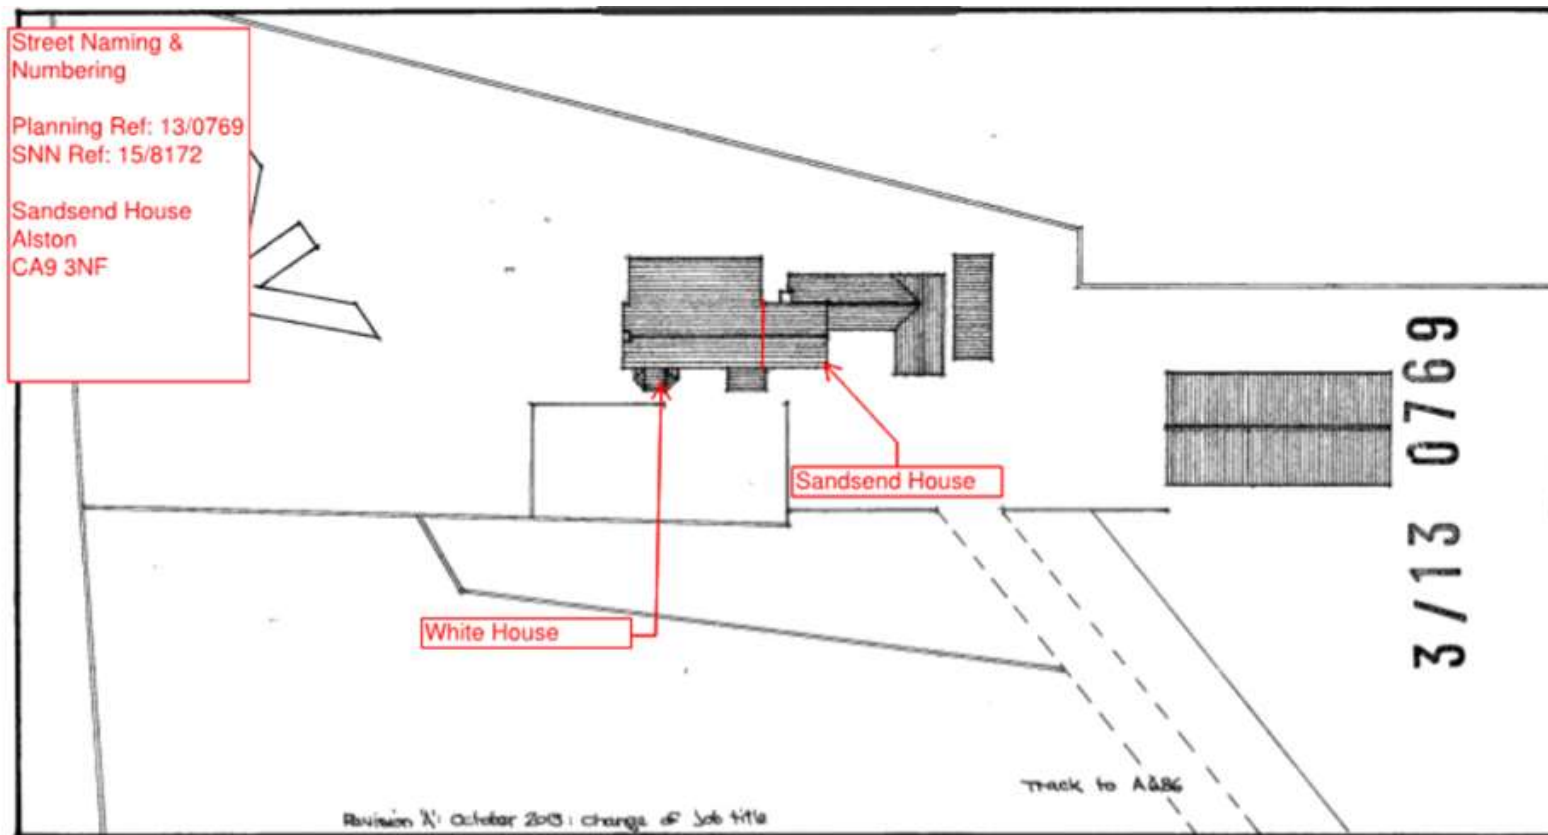 Street Naming &
Numbering
Planning Ref: 13/0769
SNN Ref: 15/8172
Sandsend House
Alston
CA9 3NF
Sandsend House
White House
3/13 0769
Track to A686
Revision 'A': October 2013: Change of Job title